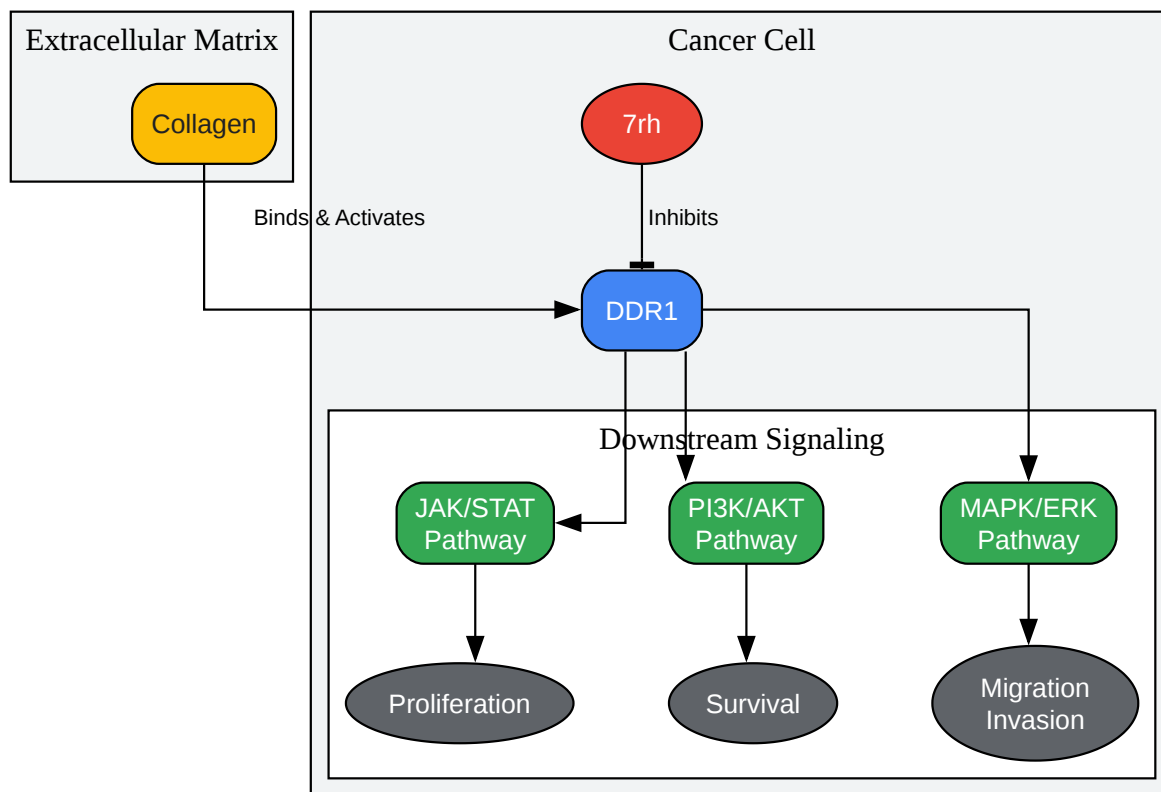 Extracellular Matrix
Cancer Cell
Collagen
7rh
Binds & Activates
Inhibits
DDR1
Downstream Signaling
JAK/STAT
Pathway
PI3K/AKT
Pathway
MAPK/ERK
Pathway
Proliferation
Survival
Migration
Invasion